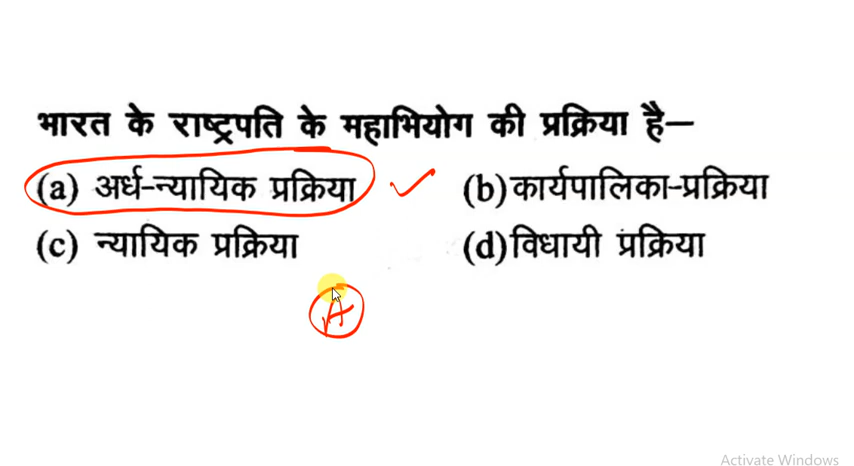 भारत के राष्ट्रपति के महाभियोग की प्रक्रिया है—
(a) अर्ध-न्यायिक प्रक्रिया (b) कार्यपालिका-प्रक्रिया
(c) न्यायिक प्रक्रिया (d) विधायी प्रक्रिया
A
Activate Windows